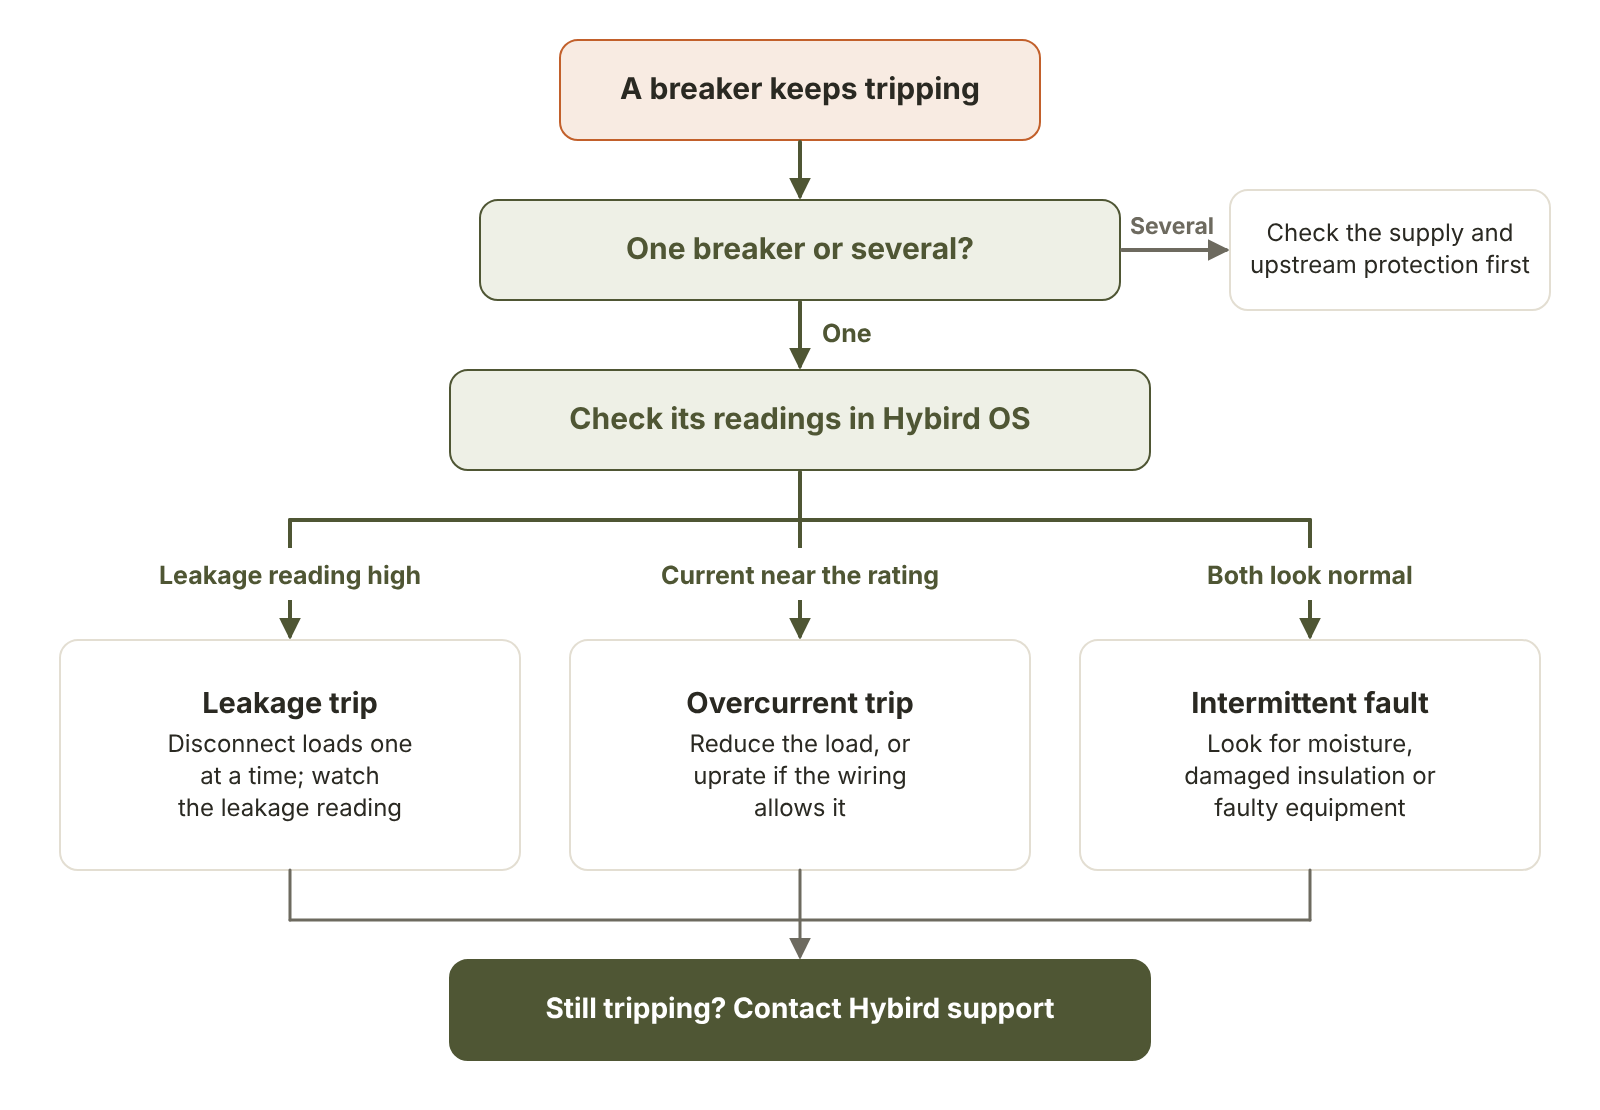 A breaker keeps tripping
One breaker or several?
Several
Check the supply and
upstream protection first
One
Check its readings in Hybird OS
Leakage reading high
Current near the rating
Both look normal
Leakage trip
Disconnect loads one
at a time; watch
the leakage reading
Overcurrent trip
Reduce the load, or
uprate if the wiring
allows it
Intermittent fault
Look for moisture,
damaged insulation or
faulty equipment
Still tripping? Contact Hybird support